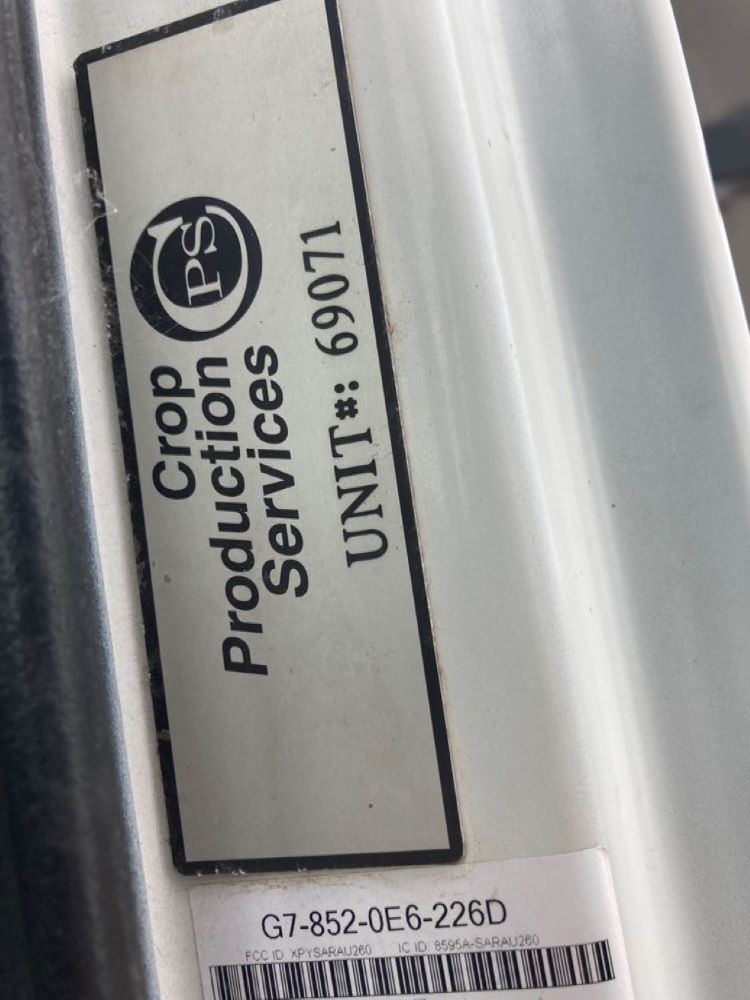 CPS
Crop
Production
Services
UNIT#: 69071
G7-852-0E6-226D
FCC ID XPYSARAU260 IC ID 8595A-SARAU260